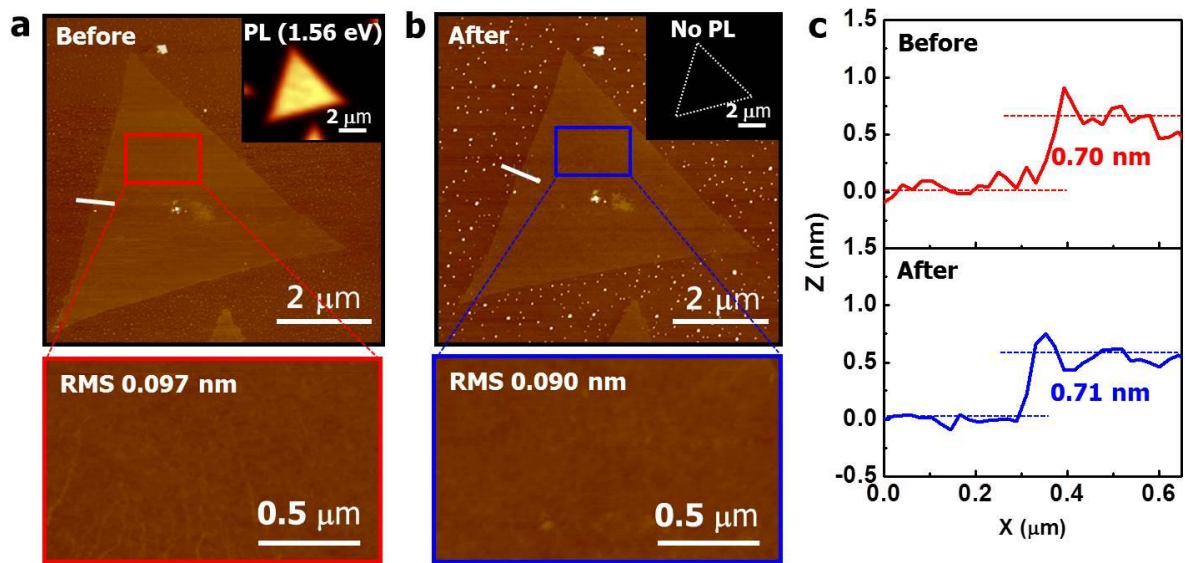 a
Before
PL (1.56 eV)
2 μm
2 μm
RMS 0.097 nm
0.5 μm
b
After
No PL
2 μm
2 μm
RMS 0.090 nm
0.5 μm
c
Before
0.70 nm
After
0.71 nm
1.5
1.0
0.5
0.0
1.5
1.0
0.5
0.0
-0.5
Z (nm)
0.0 0.2 0.4 0.6
X (μm)